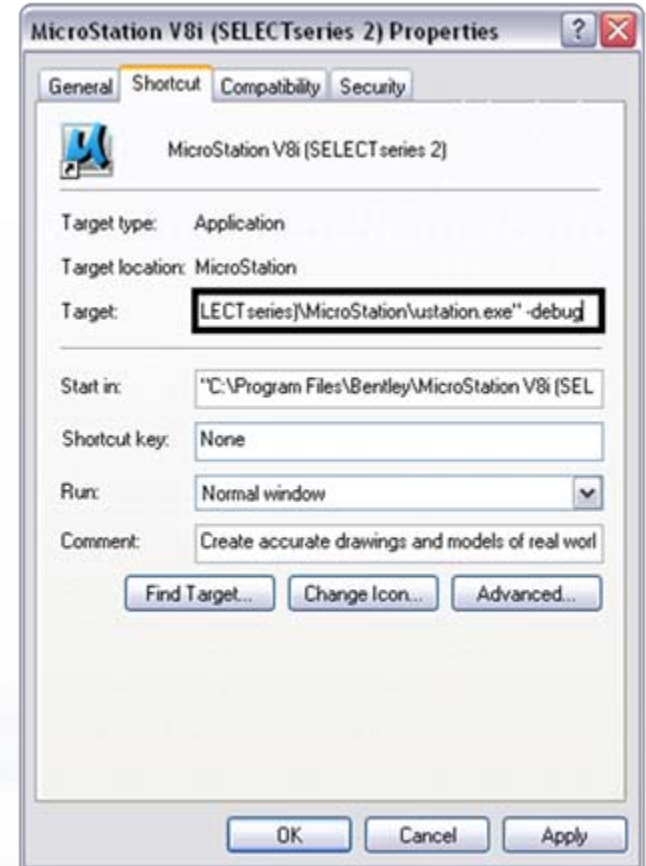 MicroStation V8i (SELECTseries 2) Properties
General Shortcut Compatibility Security
MicroStation V8i (SELECTseries 2)
Target type: Application
Target location: MicroStation
Target: LECTseries)\MicroStation\ustation.exe" -debug
Start in: "C:\Program Files\Bentley\MicroStation V8i (SEL
Shortcut key: None
Run: Normal window
Comment: Create accurate drawings and models of real worl
Find Target... Change Icon... Advanced...
OK Cancel Apply